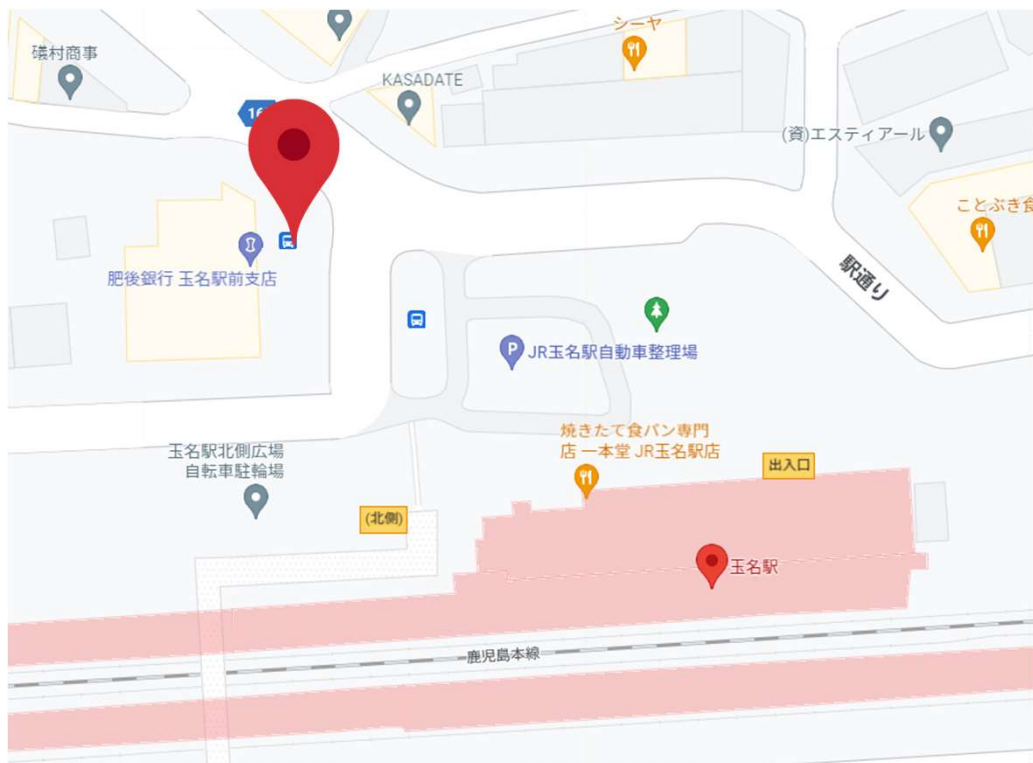 シーヤ
礒村商事
KASADATE
16
(資)エスティアール
ことぶき食
肥後銀行 玉名駅前支店
駅通り
P
JR玉名駅自動車整理場
焼きたて食パン専門
店 一本堂 JR玉名駅店
玉名駅北側広場
自転車駐輪場
出入口
(北側)
玉名駅
鹿児島本線